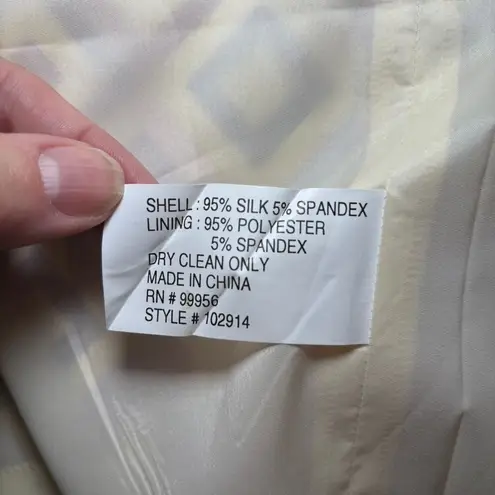 SHELL : 95% SILK 5% SPANDEX
LINING : 95% POLYESTER
5% SPANDEX
DRY CLEAN ONLY
MADE IN CHINA
RN # 99956
STYLE # 102914